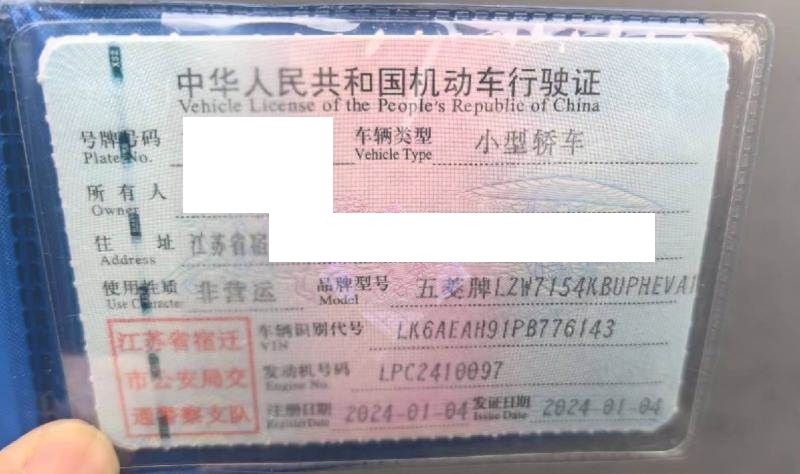 中华人民共和国机动车行驶证
Vehicle License of the People's Republic of China
号牌号码 车辆类型 小型轿车
Plate No. Vehicle Type
所有人
Owner
住址 江苏省宿
Address
使用性质 非营运 品牌型号 五菱牌LZW7154KBUPHEVA1
Use Character Model
江苏省宿迁 车辆识别代号 LK6AEAH91PB776143
VIN
市公安局交 发动机号码 LPC2410097
Engine No.
通警察支队 注册日期 2024-01-04 发证日期 2024-01-04
Register Date Issue Date